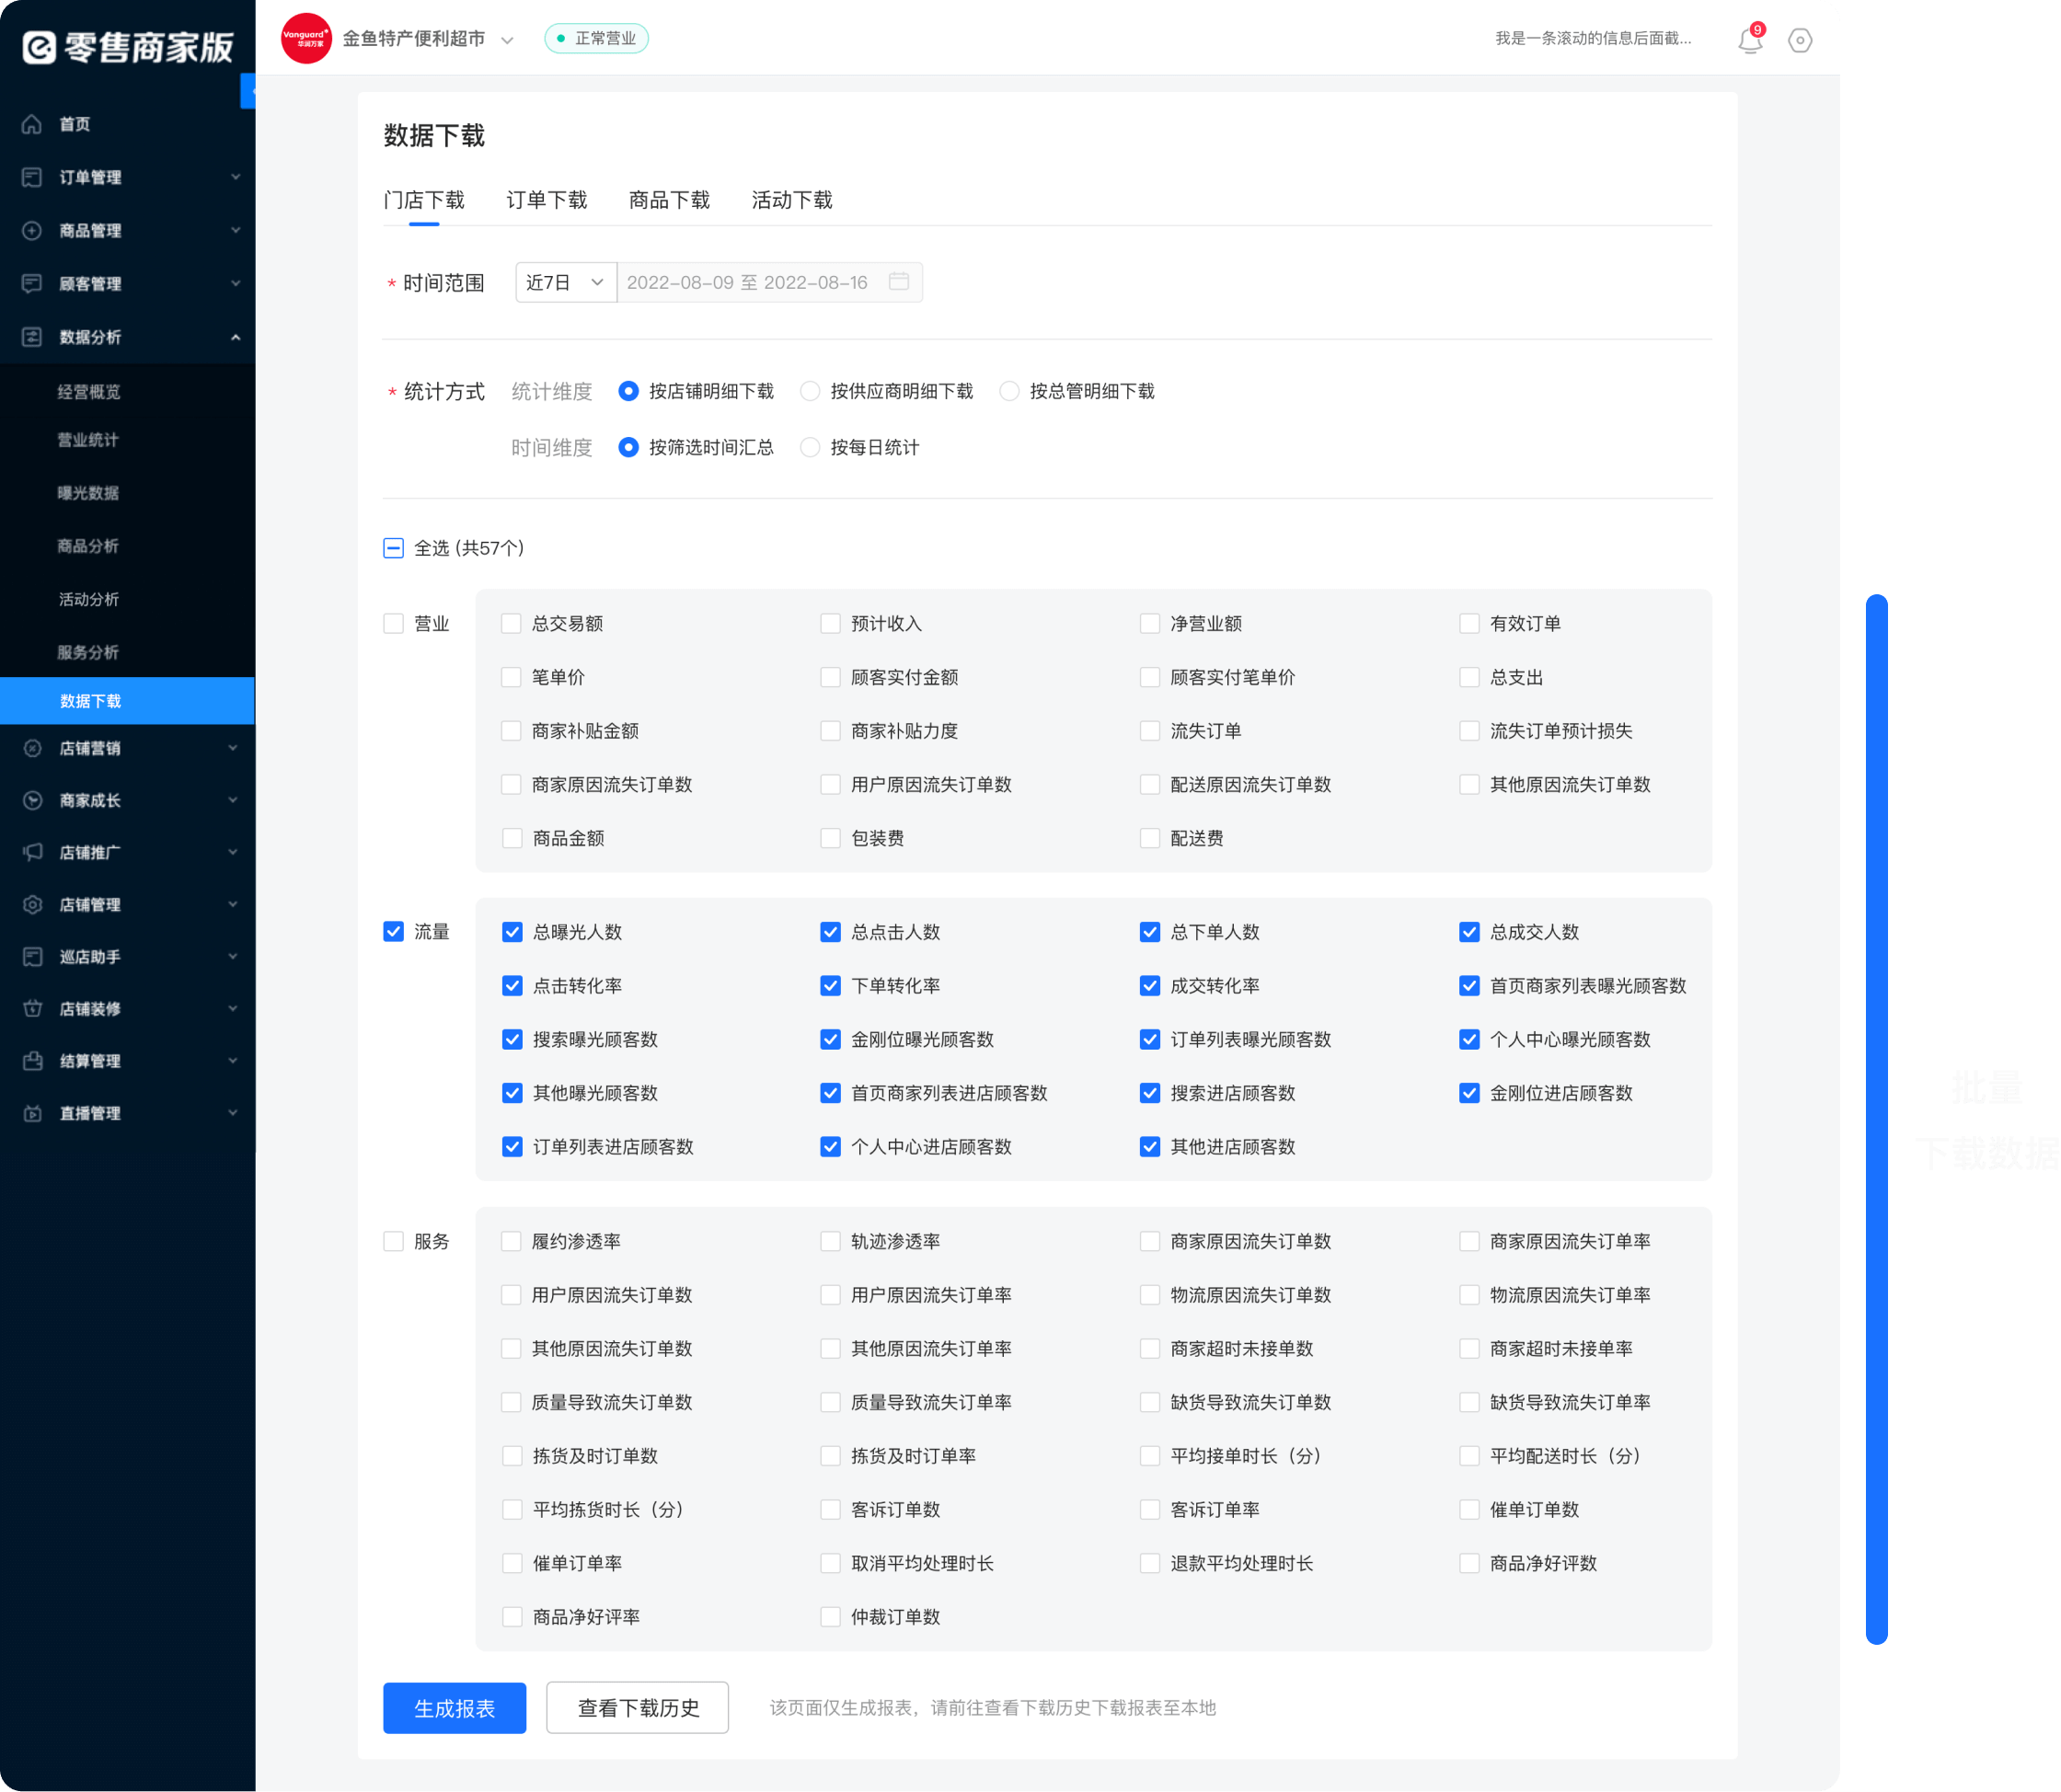 零售商家版
Vanguard
华润万家
金鱼特产便利超市
正常营业
我是一条滚动的信息后面截...
9
首页
订单管理
商品管理
顾客管理
数据分析
经营概览
营业统计
曝光数据
商品分析
活动分析
服务分析
数据下载
店铺营销
商家成长
店铺推广
店铺管理
巡店助手
店铺装修
结算管理
直播管理
数据下载
门店下载 订单下载 商品下载 活动下载
* 时间范围 近7日 2022-08-09 至 2022-08-16
* 统计方式 统计维度 按店铺明细下载 按供应商明细下载 按总管明细下载
时间维度 按筛选时间汇总 按每日统计
全选 (共57个)
营业 总交易额 预计收入 净营业额 有效订单
笔单价 顾客实付金额 顾客实付笔单价 总支出
商家补贴金额 商家补贴力度 流失订单 流失订单预计损失
商家原因流失订单数 用户原因流失订单数 配送原因流失订单数 其他原因流失订单数
商品金额 包装费 配送费
流量 总曝光人数 总点击人数 总下单人数 总成交人数
点击转化率 下单转化率 成交转化率 首页商家列表曝光顾客数
搜索曝光顾客数 金刚位曝光顾客数 订单列表曝光顾客数 个人中心曝光顾客数
其他曝光顾客数 首页商家列表进店顾客数 搜索进店顾客数 金刚位进店顾客数
订单列表进店顾客数 个人中心进店顾客数 其他进店顾客数
服务 履约渗透率 轨迹渗透率 商家原因流失订单数 商家原因流失订单率
用户原因流失订单数 用户原因流失订单率 物流原因流失订单数 物流原因流失订单率
其他原因流失订单数 其他原因流失订单率 商家超时未接单数 商家超时未接单率
质量导致流失订单数 质量导致流失订单率 缺货导致流失订单数 缺货导致流失订单率
拣货及时订单数 拣货及时订单率 平均接单时长（分） 平均配送时长（分）
平均拣货时长（分） 客诉订单数 客诉订单率 催单订单数
催单订单率 取消平均处理时长 退款平均处理时长 商品净好评数
商品净好评率 仲裁订单数
生成报表 查看下载历史 该页面仅生成报表，请前往查看下载历史下载报表至本地
批量
下载数据